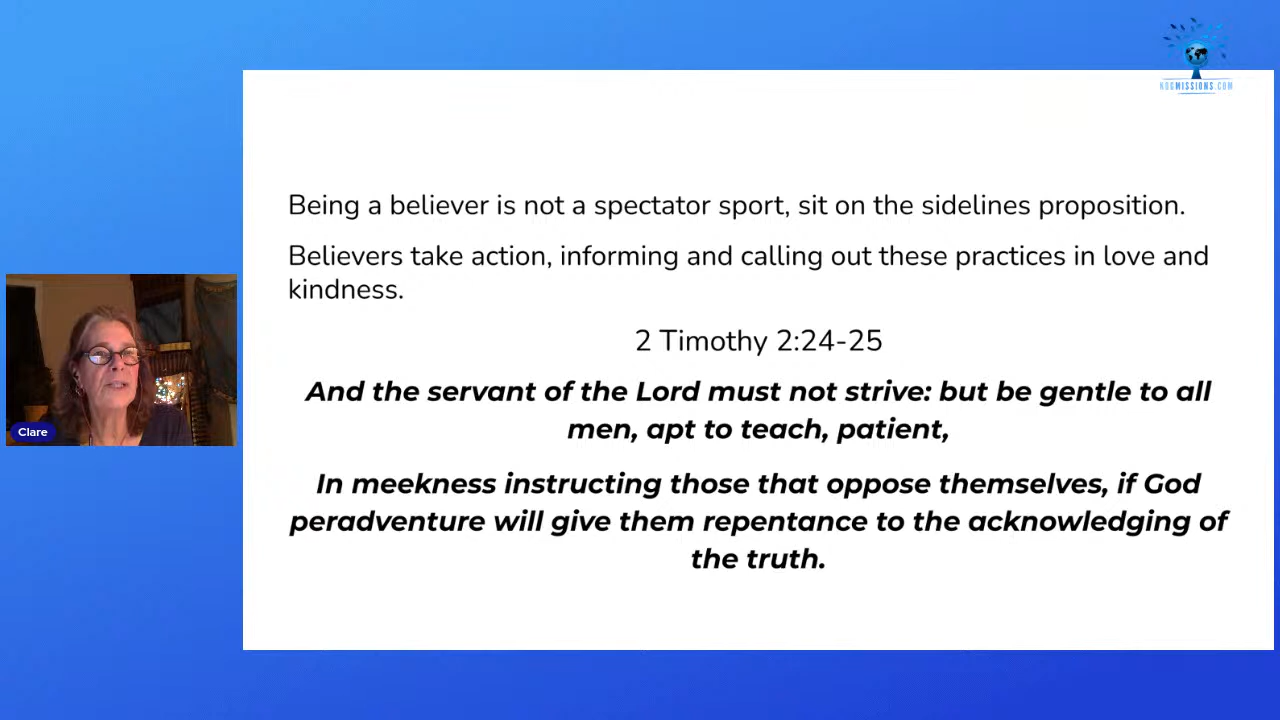 KOGMISSIONS.COM
Being a believer is not a spectator sport, sit on the sidelines proposition.
Believers take action, informing and calling out these practices in love and
kindness.
2 Timothy 2:24-25
And the servant of the Lord must not strive: but be gentle to all
men, apt to teach, patient,
In meekness instructing those that oppose themselves, if God
peradventure will give them repentance to the acknowledging of
the truth.
Clare